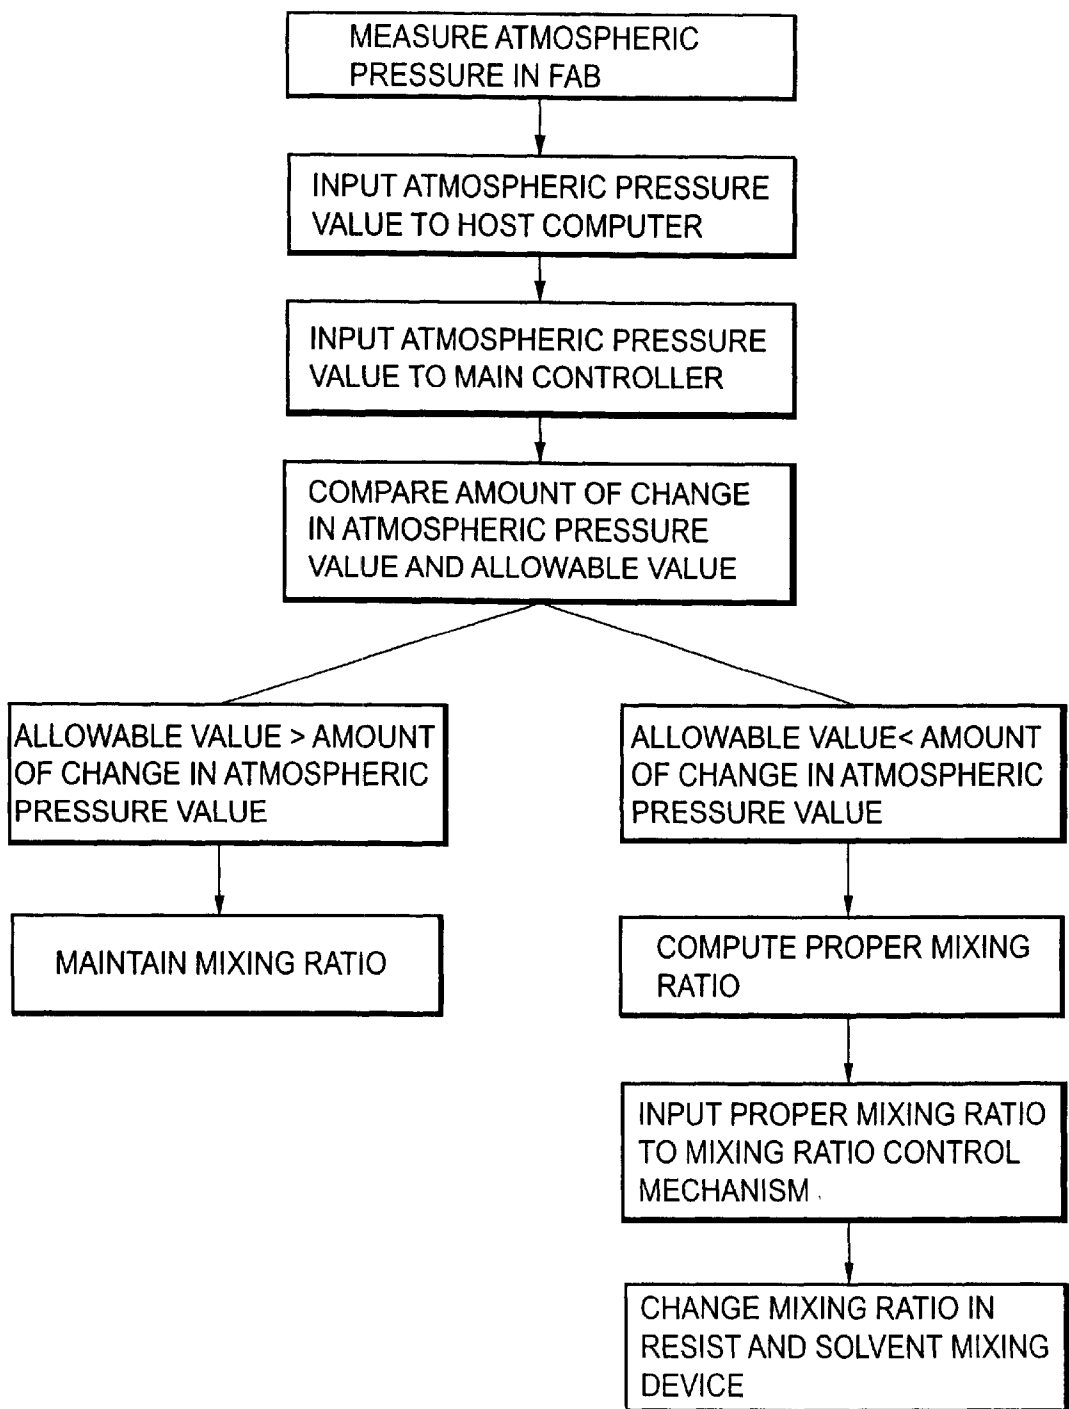 MEASURE ATMOSPHERIC
PRESSURE IN FAB
INPUT ATMOSPHERIC PRESSURE
VALUE TO HOST COMPUTER
INPUT ATMOSPHERIC PRESSURE
VALUE TO MAIN CONTROLLER
COMPARE AMOUNT OF CHANGE
IN ATMOSPHERIC PRESSURE
VALUE AND ALLOWABLE VALUE
ALLOWABLE VALUE > AMOUNT
OF CHANGE IN ATMOSPHERIC
PRESSURE VALUE
MAINTAIN MIXING RATIO
ALLOWABLE VALUE< AMOUNT
OF CHANGE IN ATMOSPHERIC
PRESSURE VALUE
COMPUTE PROPER MIXING
RATIO
INPUT PROPER MIXING RATIO
TO MIXING RATIO CONTROL
MECHANISM
CHANGE MIXING RATIO IN
RESIST AND SOLVENT MIXING
DEVICE